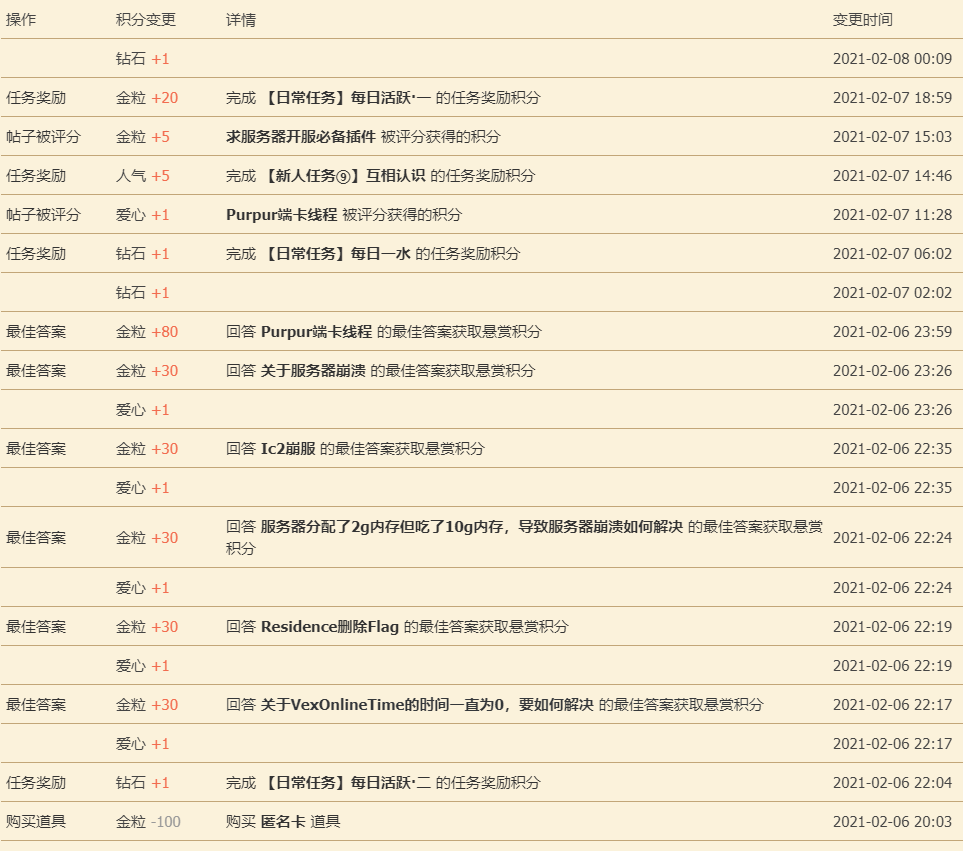 操作 积分变更 详情 变更时间
钻石 +1 2021-02-08 00:09
任务奖励 金粒 +20 完成 【日常任务】每日活跃·一 的任务奖励积分 2021-02-07 18:59
帖子被评分 金粒 +5 求服务器开服必备插件 被评分获得的积分 2021-02-07 15:03
任务奖励 人气 +5 完成 【新人任务⑨】互相认识 的任务奖励积分 2021-02-07 14:46
帖子被评分 爱心 +1 Purpur端卡线程 被评分获得的积分 2021-02-07 11:28
任务奖励 钻石 +1 完成 【日常任务】每日一水 的任务奖励积分 2021-02-07 06:02
钻石 +1 2021-02-07 02:02
最佳答案 金粒 +80 回答 Purpur端卡线程 的最佳答案获取悬赏积分 2021-02-06 23:59
最佳答案 金粒 +30 回答 关于服务器崩溃 的最佳答案获取悬赏积分 2021-02-06 23:26
爱心 +1 2021-02-06 23:26
最佳答案 金粒 +30 回答 Ic2崩服 的最佳答案获取悬赏积分 2021-02-06 22:35
爱心 +1 2021-02-06 22:35
最佳答案 金粒 +30 回答 服务器分配了2g内存但吃了10g内存，导致服务器崩溃如何解决 的最佳答案获取悬赏
积分 2021-02-06 22:24
爱心 +1 2021-02-06 22:24
最佳答案 金粒 +30 回答 Residence删除Flag 的最佳答案获取悬赏积分 2021-02-06 22:19
爱心 +1 2021-02-06 22:19
最佳答案 金粒 +30 回答 关于VexOnlineTime的时间一直为0，要如何解决 的最佳答案获取悬赏积分 2021-02-06 22:17
爱心 +1 2021-02-06 22:17
任务奖励 钻石 +1 完成 【日常任务】每日活跃·二 的任务奖励积分 2021-02-06 22:04
购买道具 金粒 -100 购买 匿名卡 道具 2021-02-06 20:03